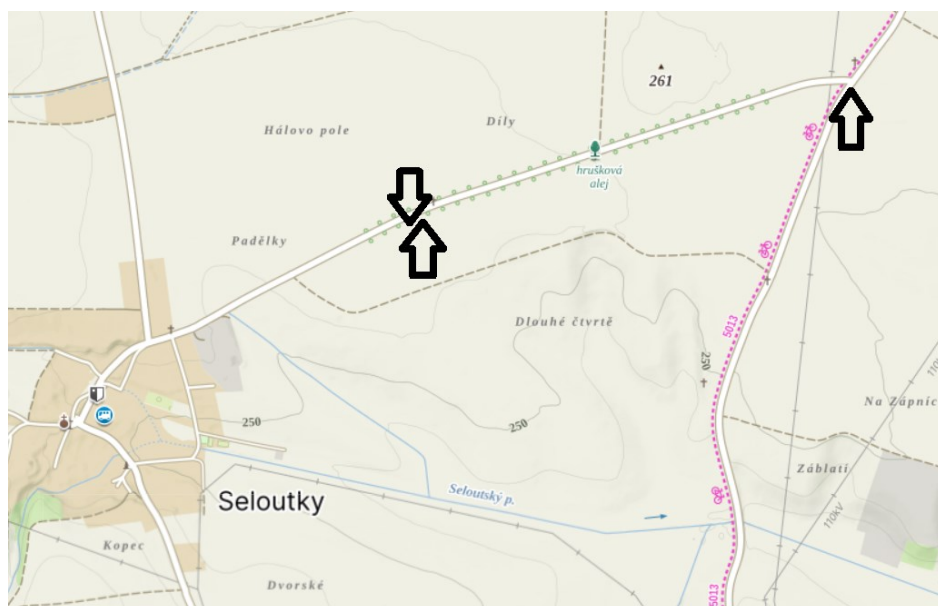 261
Díly
Hálovo pole
hrušková
alej
Padělky
Dlouhé čtvrtě
5013
250
110
Na Zápnic
250
250
Záblatí
Seloutky
Seloutský p.
110kV
Kopec
Dvorské
5013